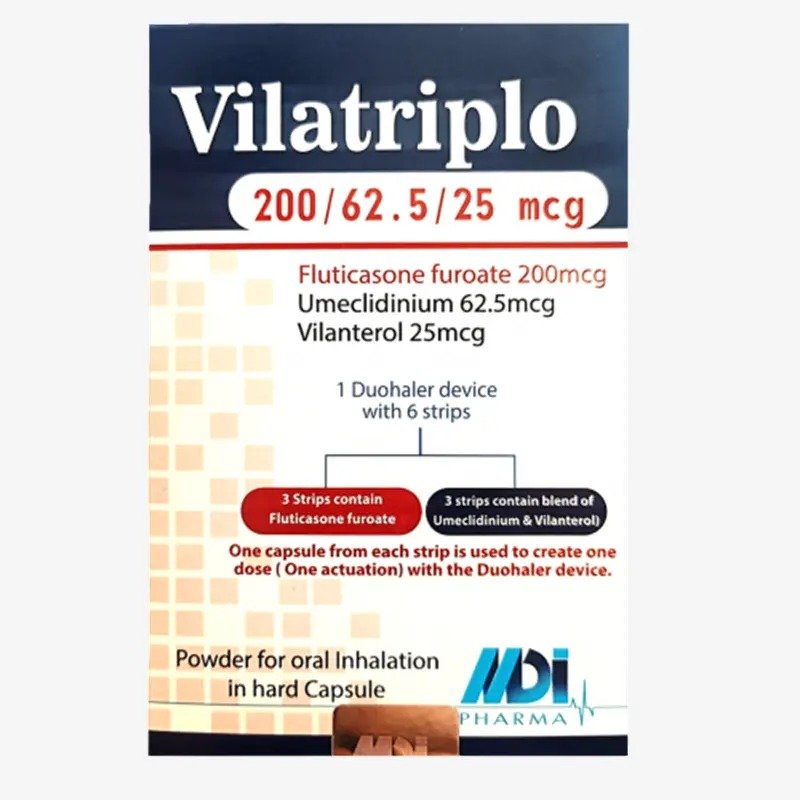 Vilatriplo
200/62.5/25 mcg
Fluticasone furoate 200mcg
Umeclidinium 62.5mcg
Vilanterol 25mcg
1 Duohaler device
with 6 strips
3 Strips contain
Fluticasone furoate
3 strips contain blend of
Umeclidinium & Vilanterol)
One capsule from each strip is used to create one
dose ( One actuation) with the Duohaler device.
Powder for oral Inhalation
in hard Capsule
MDi
PHARMA
MDi